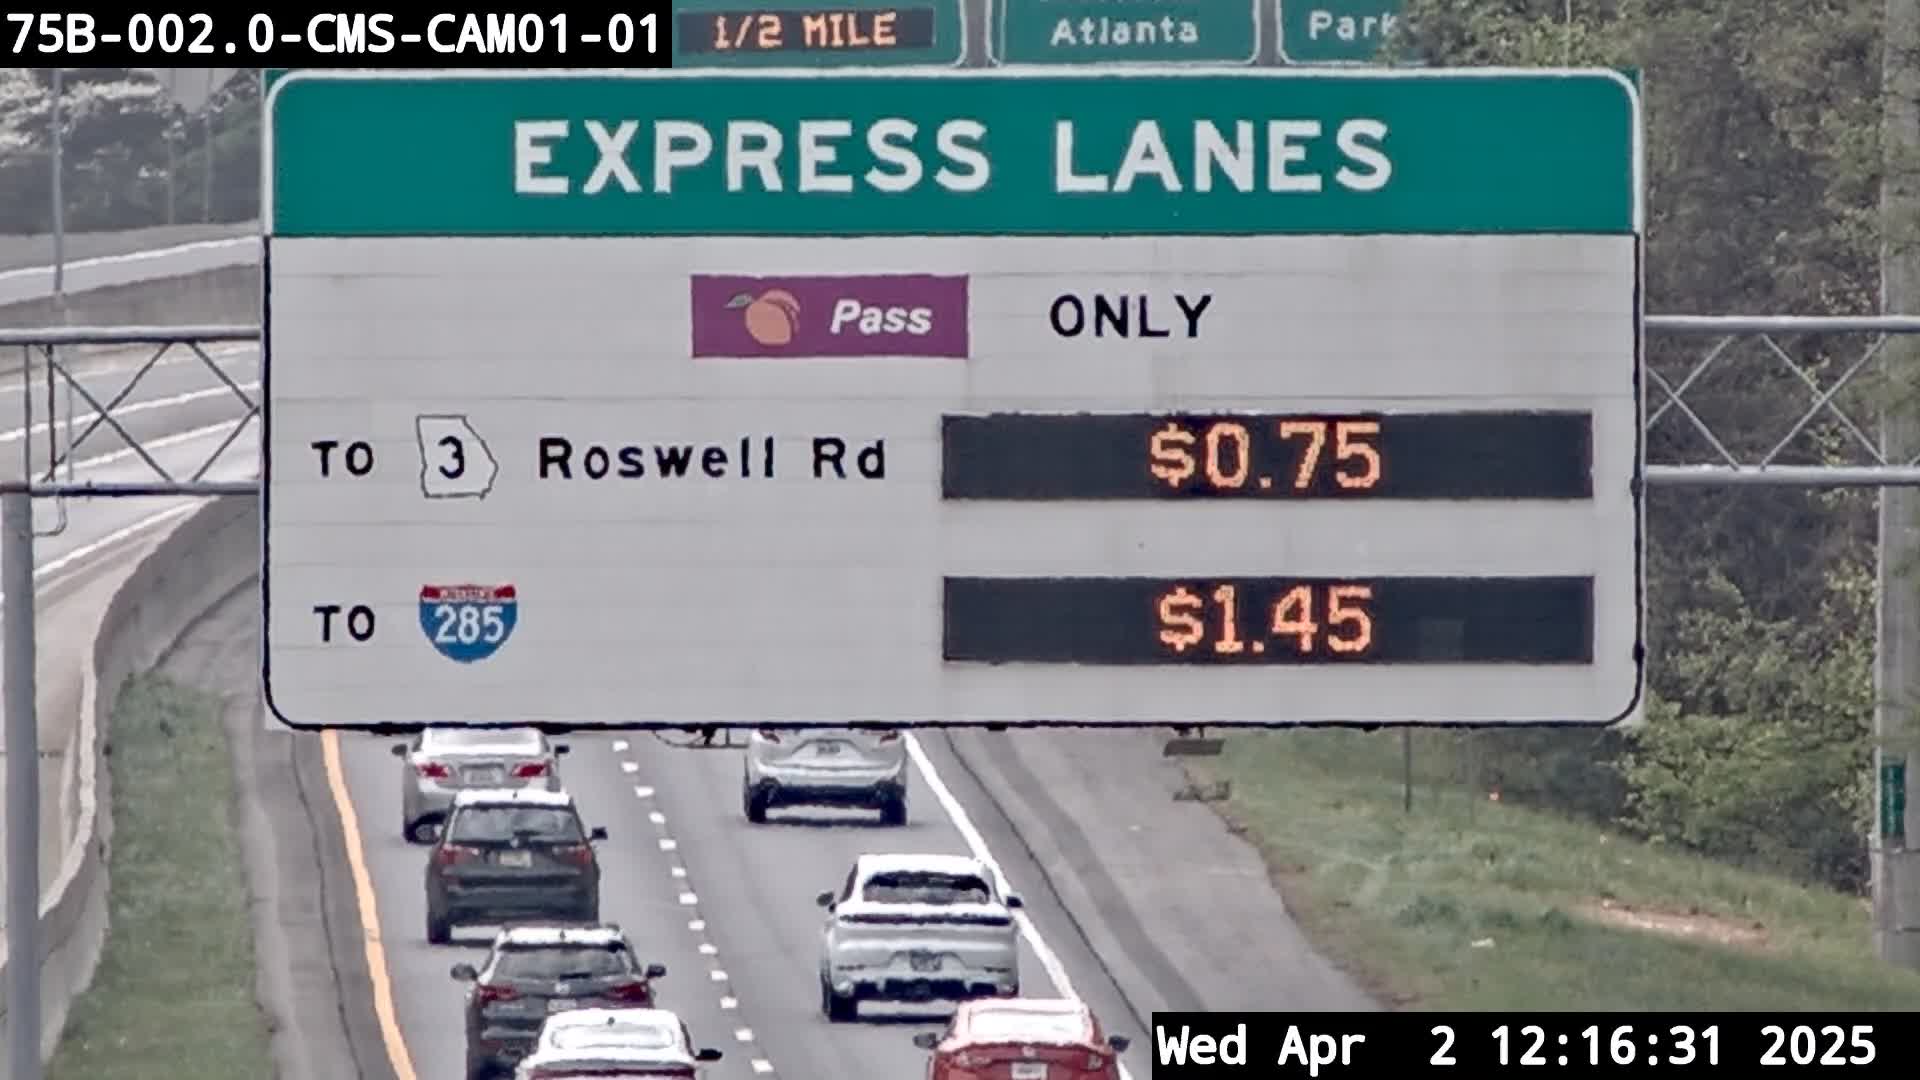 75B-002.0-CMS-CAM01-01
1/2 MILE
Atlanta
Park
EXPRESS LANES
Pass ONLY
TO 3 Roswell Rd $0.75
TO 285 $1.45
Wed Apr 2 12:16:31 2025